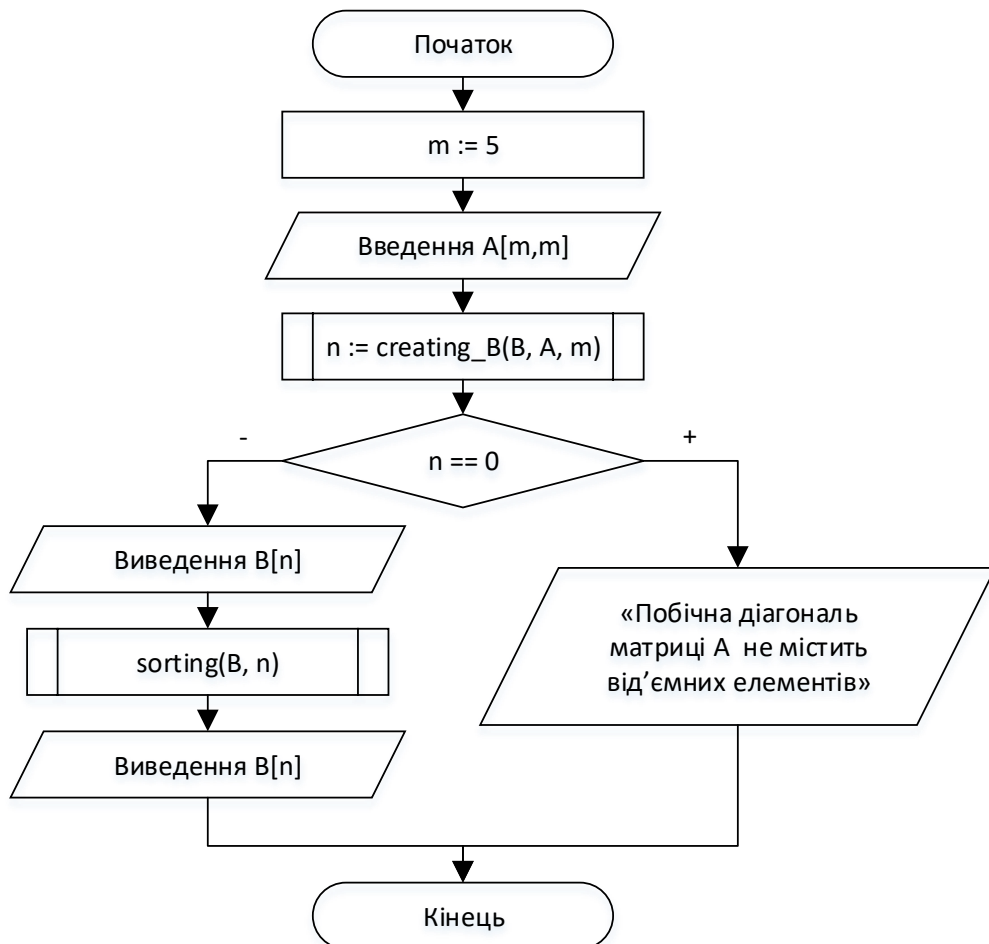 Початок
m := 5
Введення A[m,m]
n := creating_B(B, A, m)
-
+
n == 0
Виведення B[n]
sorting(B, n)
Виведення B[n]
«Побічна діагональ
матриці А не містить
від’ємних елементів»
Кінець